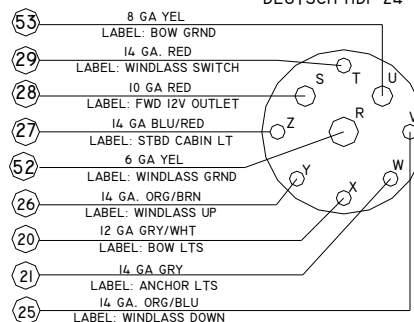 DEUTSCH HDP 24
53 8 GA YEL
LABEL: BOW GRND
29 14 GA. RED
LABEL: WINDLASS SWITCH
28 10 GA RED
LABEL: FWD 12V OUTLET
27 14 GA BLU/RED
LABEL: STBD CABIN LT
52 6 GA YEL
LABEL: WINDLASS GRND
26 14 GA. ORG/BRN
LABEL: WINDLASS UP
20 12 GA GRY/WHT
LABEL: BOW LTS
21 14 GA GRY
LABEL: ANCHOR LTS
25 14 GA. ORG/BLU
LABEL: WINDLASS DOWN
S T U
R
Z V
Y W
X